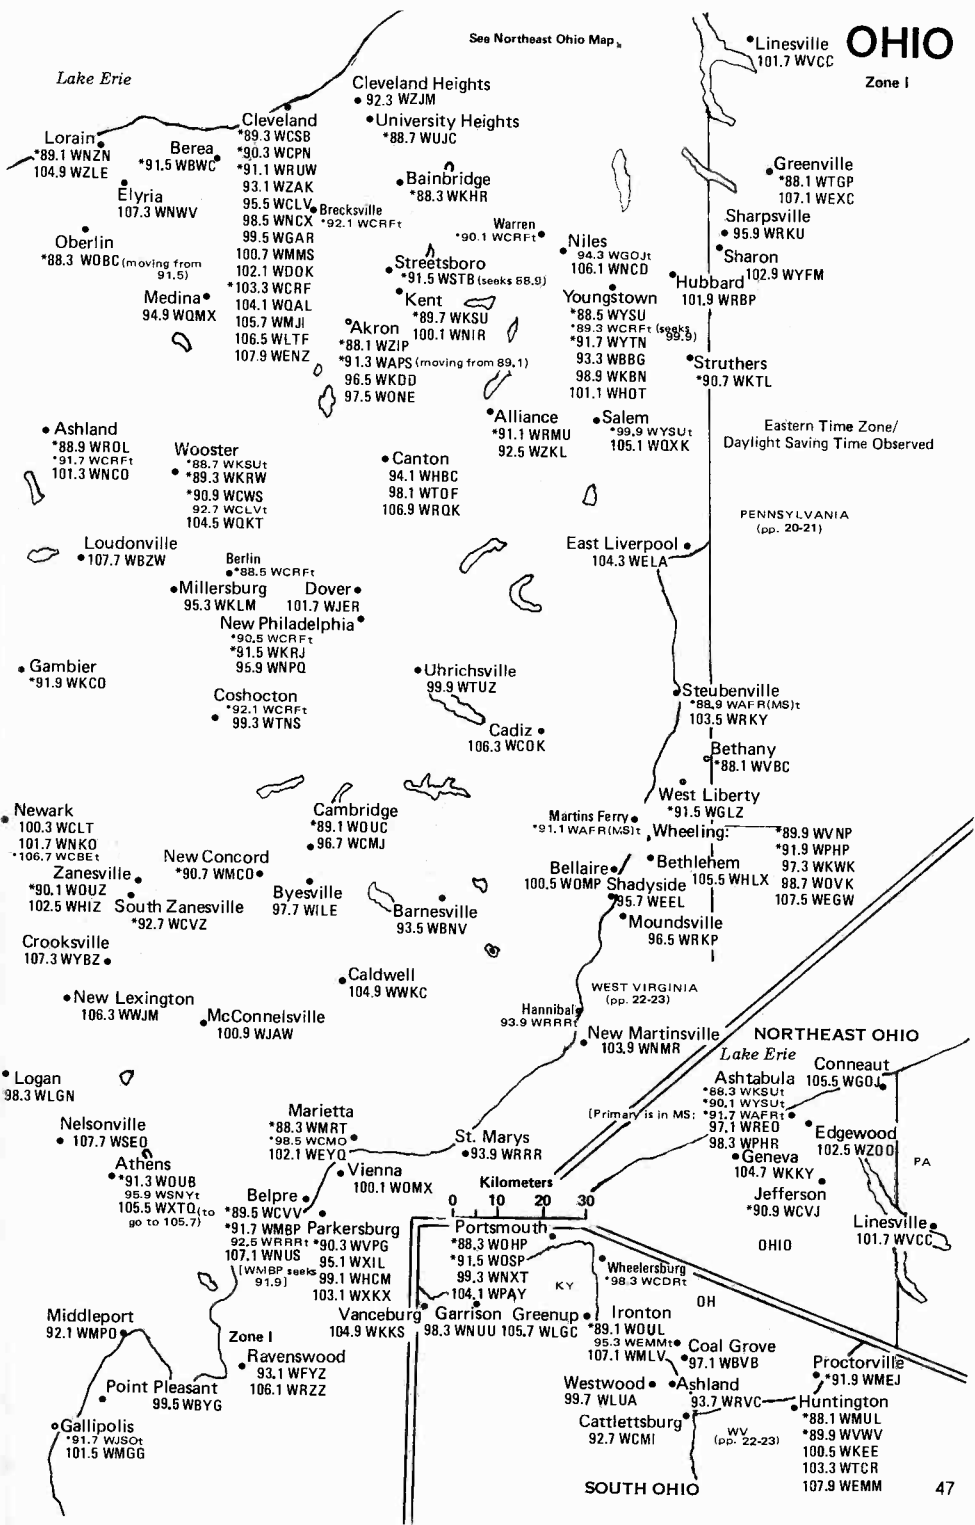 See Northeast Ohio Map
OHIO
Zone I
Linesville
101.7 WVCC
Lake Erie
Cleveland Heights
92.3 WZJM
University Heights
*88.7 WUJC
Cleveland
*89.3 WCSB
*90.3 WCPN
*91.1 WRUW
93.1 WZAK
95.5 WCLV
98.5 WNCX
99.5 WGAR
100.7 WMMS
102.1 WDOK
*103.3 WCRF
104.1 WQAL
105.7 WMJI
106.5 WLTF
107.9 WENZ
Lorain
*89.1 WNZN
104.9 WZLE
Berea
*91.5 WBWC
Elyria
107.3 WNWV
Bainbridge
*88.3 WKHR
Brecksville
*92.1 WCRFt
Greenville
*88.1 WTGP
107.1 WEXC
Sharpsville
95.9 WRKU
Sharon
102.9 WYFM
Warren
*90.1 WCRFt
Niles
94.3 WGOJt
106.1 WNCD
Oberlin
*88.3 WOBC (moving from
91.5)
Streetsboro
*91.5 WSTB (seeks 88.9)
Hubbard
101.9 WRBP
Medina
94.9 WQMX
Kent
*89.7 WKSU
100.1 WNIR
Youngstown
*88.5 WYSU
*89.3 WCRFt (seeks
99.9)
*91.7 WYTN
93.3 WBBG
98.9 WKBN
101.1 WHOT
Akron
*88.1 WZIP
*91.3 WAPS (moving from 89.1)
96.5 WKDD
97.5 WONE
Struthers
*90.7 WKTL
Alliance
*91.1 WRMU
92.5 WZKL
Salem
*99.9 WYSUt
105.1 WQXK
Eastern Time Zone/
Daylight Saving Time Observed
Ashland
*88.9 WRDL
*91.7 WCRFt
101.3 WNCO
Wooster
*88.7 WKSUt
*89.3 WKRW
*90.9 WCWS
92.7 WCLVt
104.5 WQKT
Canton
94.1 WHBC
98.1 WTOF
106.9 WRQK
PENNSYLVANIA
(pp. 20-21)
Loudonville
107.7 WBZW
East Liverpool
104.3 WELA
Berlin
*88.5 WCRFt
Millersburg
95.3 WKLM
Dover
101.7 WJER
New Philadelphia
*90.5 WCRFt
*91.5 WKRJ
95.9 WNPQ
Gambier
*91.9 WKCO
Uhrichsville
99.9 WTUZ
Coshocton
*92.1 WCRFt
99.3 WTNS
Steubenville
*88.9 WAFR(MS)t
103.5 WRKY
Cadiz
106.3 WCOK
Bethany
*88.1 WVBC
West Liberty
*91.5 WGLZ
Newark
100.3 WCLT
101.7 WNKO
*106.7 WCBEt
Cambridge
*89.1 WOUC
96.7 WCMJ
Martins Ferry
*91.1 WAFR(MS)t
Wheeling:
*89.9 WVNP
*91.9 WPHP
97.3 WKWK
98.7 WOVK
107.5 WEGW
New Concord
*90.7 WMCO
Bellaire
100.5 WOMP
Bethlehem
105.5 WHLX
Zanesville
*90.1 WOUZ
102.5 WHIZ
Byesville
97.7 WILE
Shadyside
95.7 WEEL
South Zanesville
*92.7 WCVZ
Barnesville
93.5 WBNV
Moundsville
96.5 WRKP
Crooksville
107.3 WYBZ
Caldwell
104.9 WWKC
WEST VIRGINIA
(pp. 22-23)
New Lexington
106.3 WWJM
McConnelsville
100.9 WJAW
Hannibal
93.9 WRRRt
New Martinsville
103.9 WNMR
NORTHEAST OHIO
Lake Erie
Conneaut
105.5 WGOJ
Ashtabula
*88.3 WKSUt
*90.1 WYSUt
[Primary is in MS: *91.7 WAFRt
97.1 WREO
98.3 WPHR
Edgewood
102.5 WZOO
PA
Geneva
104.7 WKKY
Jefferson
*90.9 WCVJ
OHIO
Linesville
101.7 WVCC
Logan
98.3 WLGN
Nelsonville
107.7 WSEO
Marietta
*88.3 WMRT
*98.5 WCMO
102.1 WEYQ
St. Marys
93.9 WRRR
Athens
*91.3 WOUB
95.9 WSNYt
105.5 WXTQ (to
go to 105.7)
Vienna
100.1 WOMX
Kilometers
0 10 20 30
Belpre
*89.5 WCVV
*91.7 WMBP
92.5 WRRRt
107.1 WNUS
[WMBP seeks
91.9]
Parkersburg
*90.3 WVPG
95.1 WXIL
99.1 WHCM
103.1 WXKX
Portsmouth
*88.3 WOHP
*91.5 WOSP
99.3 WNXT
104.1 WPAY
KY
Wheelersburg
*98.3 WCDRt
OH
Middleport
92.1 WMPO
Vanceburg
104.9 WKKS
Garrison
98.3 WNUU
Greenup
105.7 WLGC
Ironton
*89.1 WOUL
95.3 WEMMt
107.1 WMLV
Coal Grove
97.1 WBVB
Zone I
Ravenswood
93.1 WFYZ
106.1 WRZZ
Proctorville
*91.9 WMEJ
Point Pleasant
99.5 WBYG
Westwood
99.7 WLUA
Ashland
93.7 WRVC
Gallipolis
*91.7 WJSOt
101.5 WMGG
Cattlettsburg
92.7 WCMI
WV
(pp. 22-23)
Huntington
*88.1 WMUL
*89.9 WVWV
100.5 WKEE
103.3 WTCR
107.9 WEMM
SOUTH OHIO
47